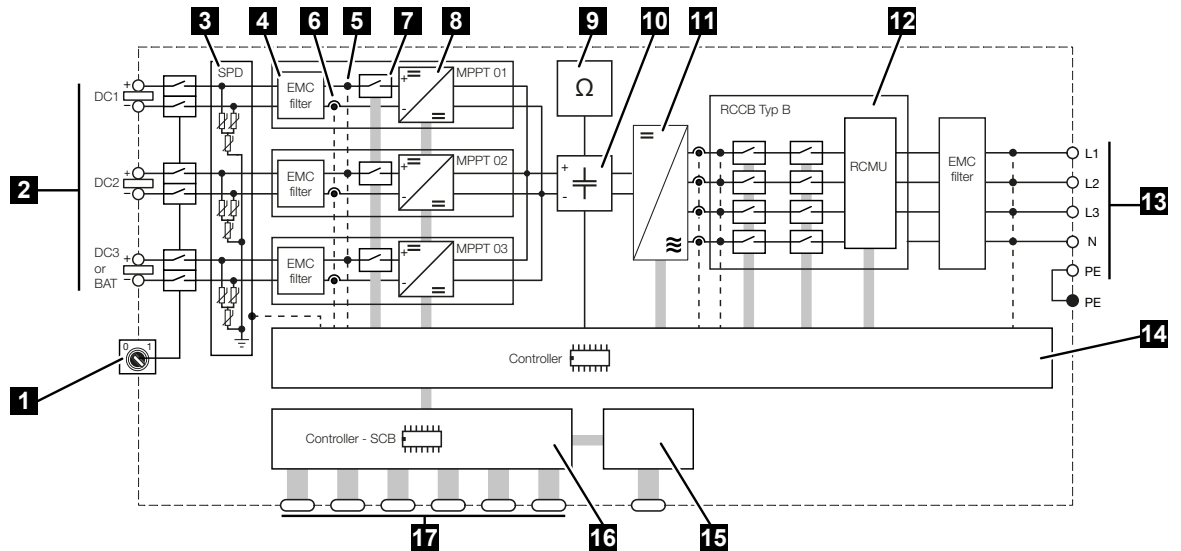 3 4 6 5 7 8 9 10 11 12
SPD
MPPT 01
EMC
filter
DC1
+
-
+
-
=
=
Ω
RCCB Typ B
2
MPPT 02
EMC
filter
DC2
+
-
+
-
=
=
+
-
=
≈
RCMU
EMC
filter
L1
L2
L3
N
PE
PE
13
MPPT 03
EMC
filter
DC3
or
BAT
+
-
+
-
=
=
0 1
1
Controller
14
Controller - SCB
17 16 15